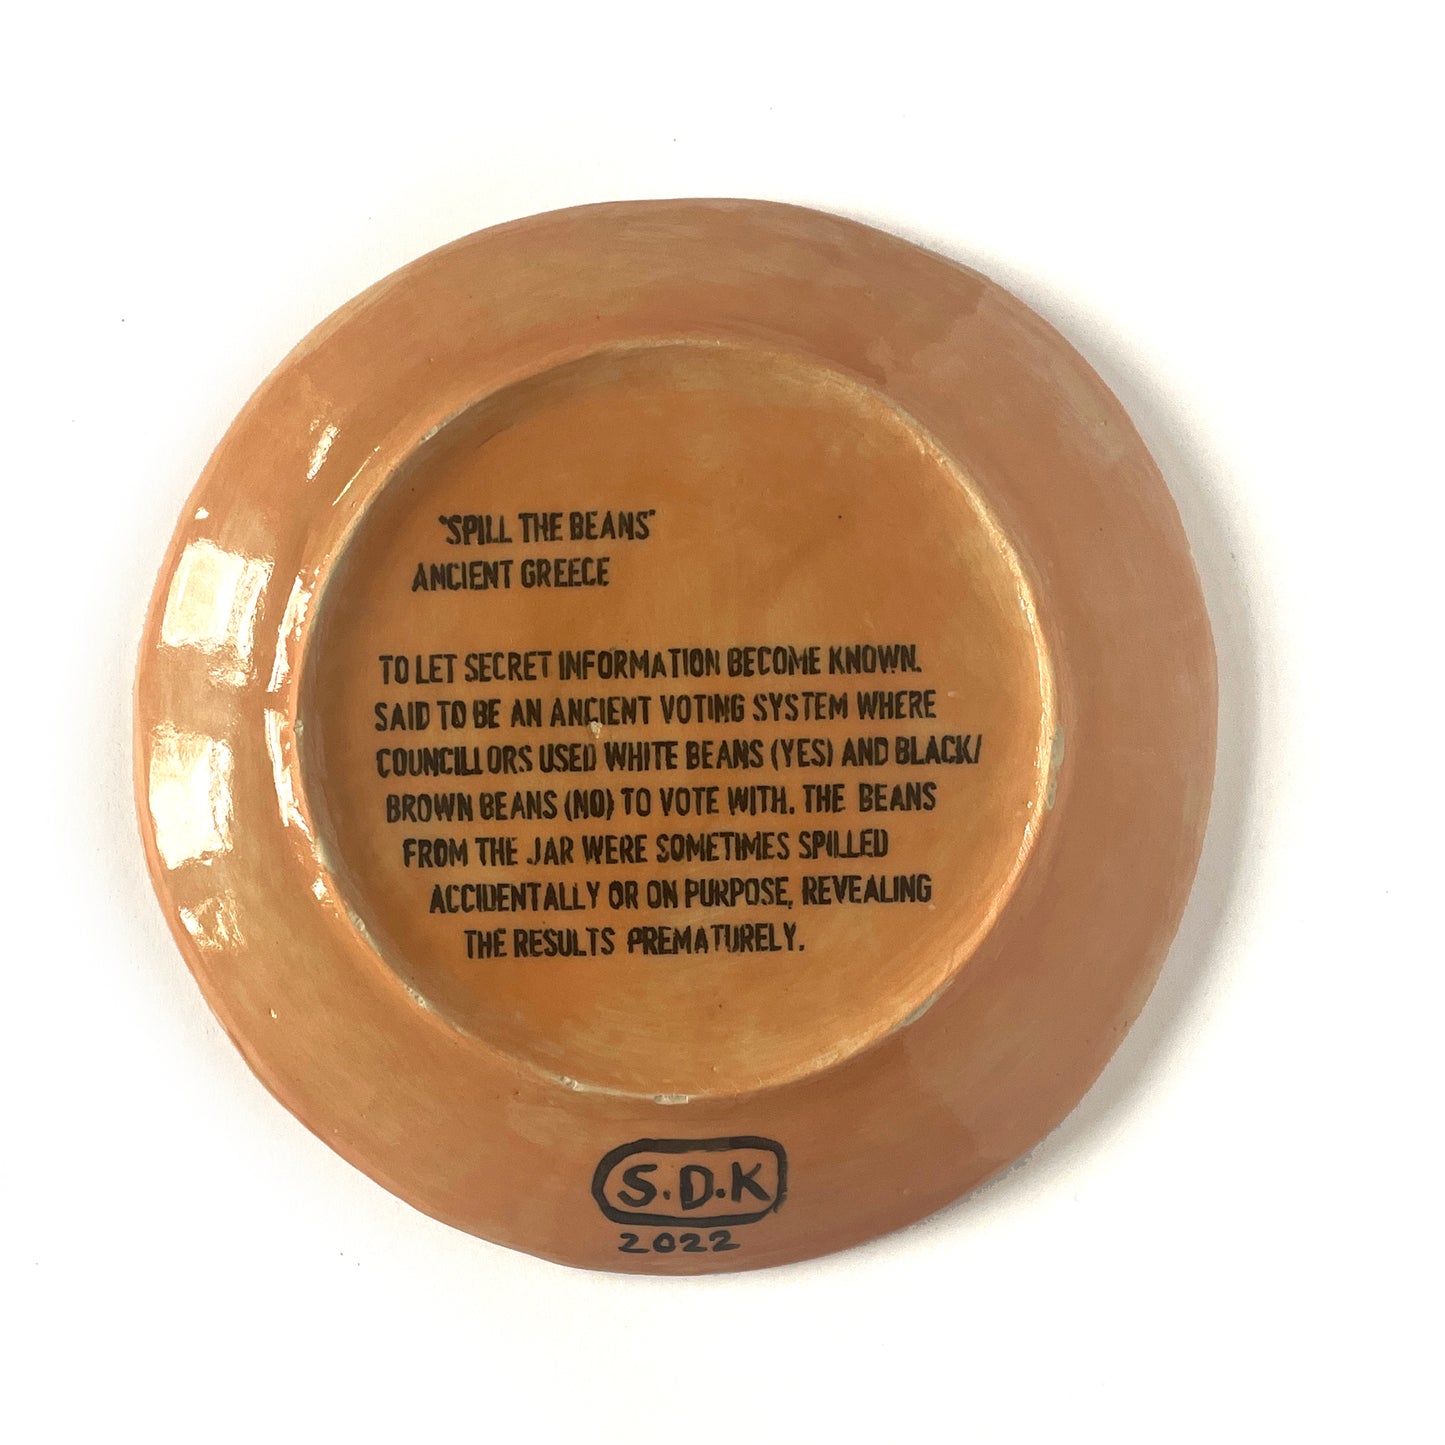 "SPILL THE BEANS"
ANCIENT GREECE
TO LET SECRET INFORMATION BECOME KNOWN.
SAID TO BE AN ANCIENT VOTING SYSTEM WHERE
COUNCILLORS USED WHITE BEANS (YES) AND BLACK/
BROWN BEANS (NO) TO VOTE WITH. THE BEANS
FROM THE JAR WERE SOMETIMES SPILLED
ACCIDENTALLY OR ON PURPOSE, REVEALING
THE RESULTS PREMATURELY.
S.D.K
2022